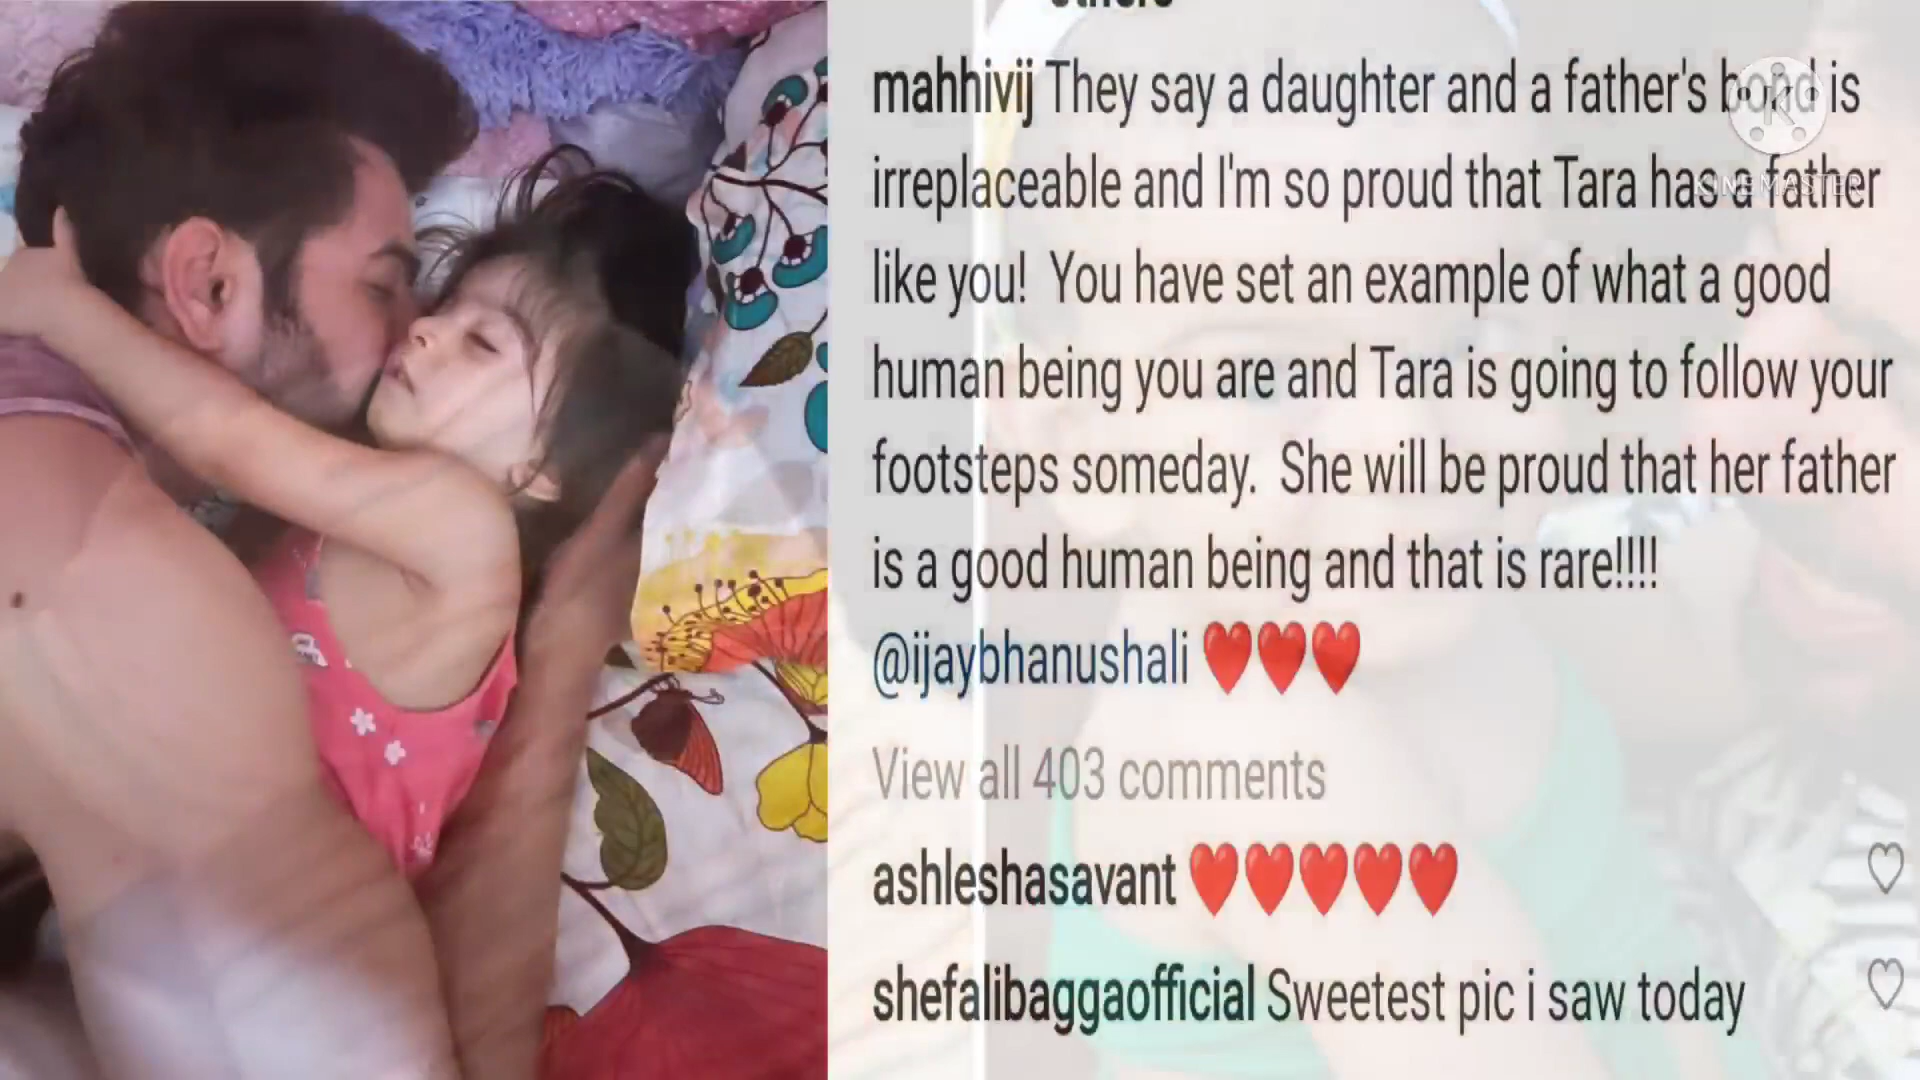 others
mahhivij They say a daughter and a father's bond is
irreplaceable and I'm so proud that Tara has a father
like you! You have set an example of what a good
human being you are and Tara is going to follow your
footsteps someday. She will be proud that her father
is a good human being and that is rare!!!!
@ijaybhanushali ❤️❤️❤️
View all 403 comments
ashleshasavant ❤️❤️❤️❤️❤️
shefalibaggaofficial Sweetest pic i saw today
K
KINEMASTER